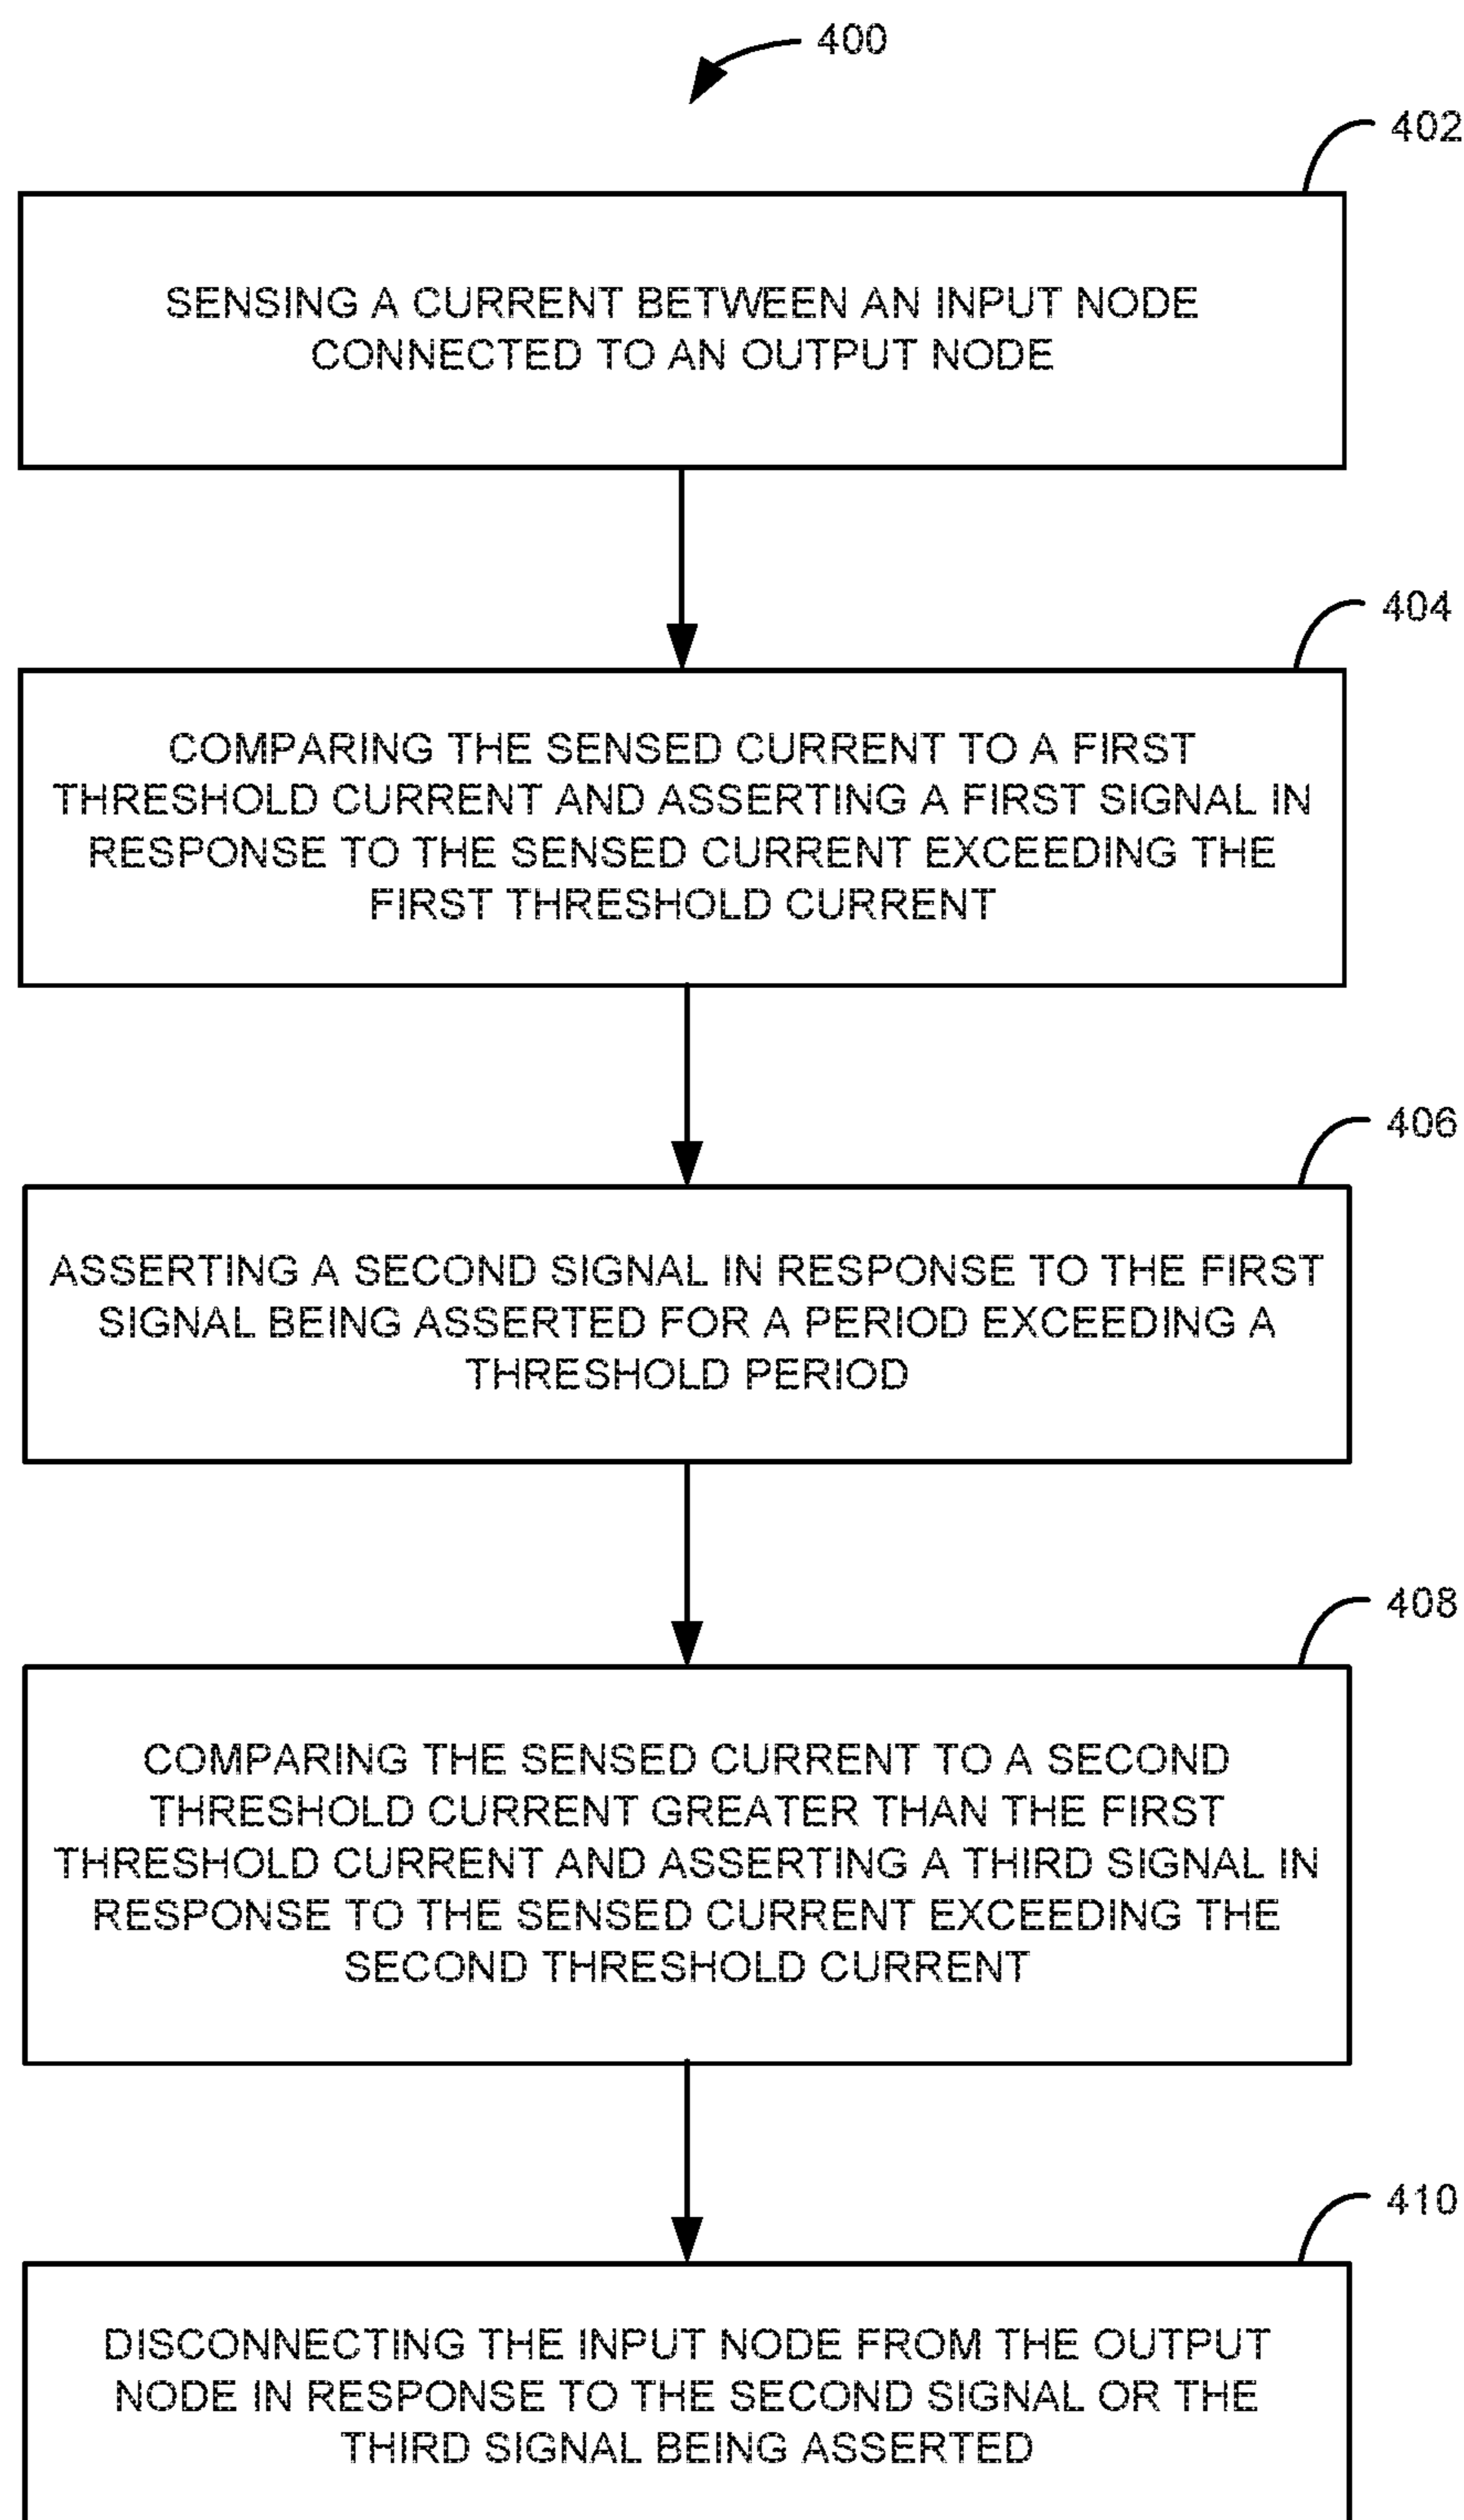 400
402
SENSING A CURRENT BETWEEN AN INPUT NODE
CONNECTED TO AN OUTPUT NODE
404
COMPARING THE SENSED CURRENT TO A FIRST
THRESHOLD CURRENT AND ASSERTING A FIRST SIGNAL IN
RESPONSE TO THE SENSED CURRENT EXCEEDING THE
FIRST THRESHOLD CURRENT
406
ASSERTING A SECOND SIGNAL IN RESPONSE TO THE FIRST
SIGNAL BEING ASSERTED FOR A PERIOD EXCEEDING A
THRESHOLD PERIOD
408
COMPARING THE SENSED CURRENT TO A SECOND
THRESHOLD CURRENT GREATER THAN THE FIRST
THRESHOLD CURRENT AND ASSERTING A THIRD SIGNAL IN
RESPONSE TO THE SENSED CURRENT EXCEEDING THE
SECOND THRESHOLD CURRENT
410
DISCONNECTING THE INPUT NODE FROM THE OUTPUT
NODE IN RESPONSE TO THE SECOND SIGNAL OR THE
THIRD SIGNAL BEING ASSERTED